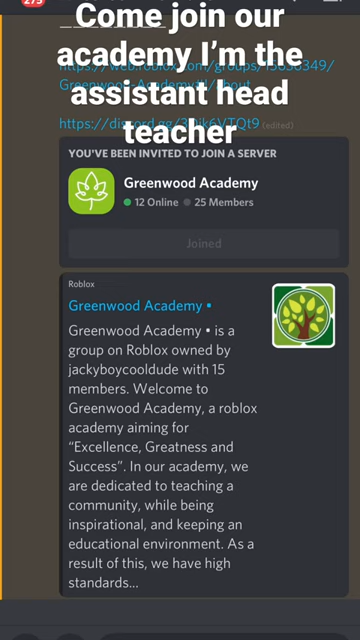 275
Come join our
academy I’m the
assistant head
teacher
Greenwood
(edited)
YOU'VE BEEN INVITED TO JOIN A SERVER
Greenwood Academy
12 Online 25 Members
Joined
Roblox
Greenwood Academy •
Greenwood Academy • is a
group on Roblox owned by
jackyboycooldude with 15
members. Welcome to
Greenwood Academy, a roblox
academy aiming for
“Excellence, Greatness and
Success”. In our academy, we
are dedicated to teaching a
community, while being
inspirational, and keeping an
educational environment. As a
result of this, we have high
standards...